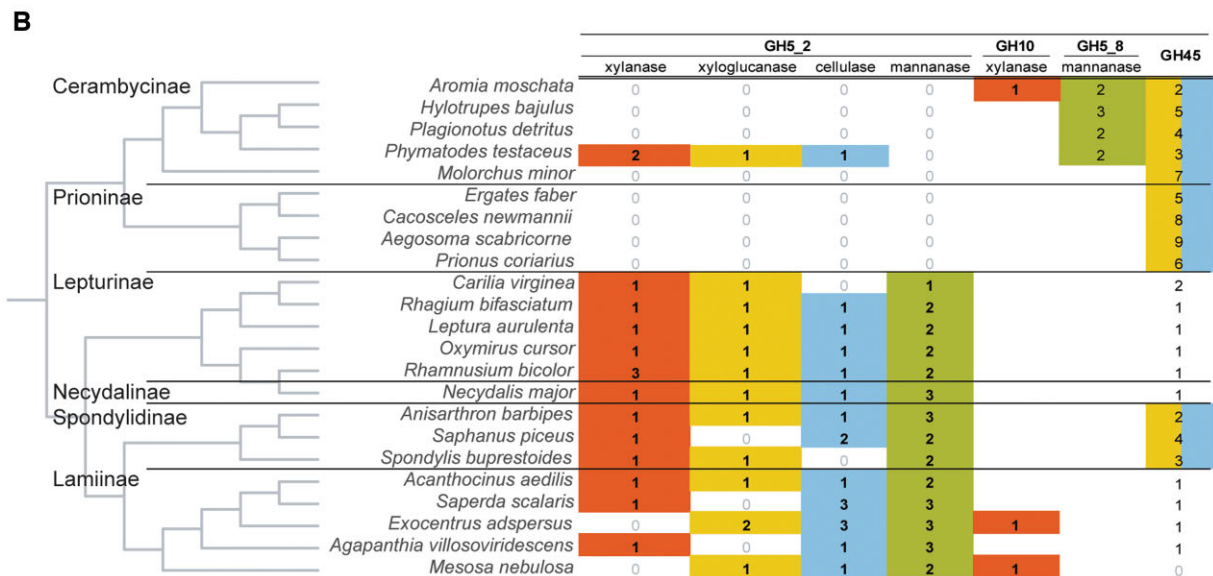 B
GH5_2 GH10 GH5_8 GH45
xylanase xyloglucanase cellulase mannanase xylanase mannanase
Cerambycinae Aromia moschata 0 0 0 0 1 2 2
Hylotrupes bajulus 0 0 0 0 3 5
Plagionotus detritus 0 0 0 0 2 4
Phymatodes testaceus 2 1 1 0 2 3
Molorchus minor 0 0 0 0 7
Prioninae Ergates faber 0 0 0 0 5
Cacosceles newmannii 0 0 0 0 8
Aegosoma scabricorne 0 0 0 0 9
Prionus coriarius 0 0 0 0 6
Lepturinae Carilia virginea 1 1 0 1 2
Rhagium bifasciatum 1 1 1 2 1
Leptura aurulenta 1 1 1 2 1
Oxymirus cursor 1 1 1 2 1
Rhamnusium bicolor 3 1 1 2 1
Necydalinae Necydalis major 1 1 1 3 1
Spondylidinae Anisarthron barbipes 1 1 1 3 2
Saphanus piceus 1 0 2 2 4
Spondylis buprestoides 1 1 0 2 3
Lamiinae Acanthocinus aedilis 1 1 1 2 1
Saperda scalaris 1 0 3 3 1
Exocentrus adspersus 0 2 3 3 1 1
Agapanthia villosoviridescens 1 0 1 3 1
Mesosa nebulosa 0 1 1 2 1 0